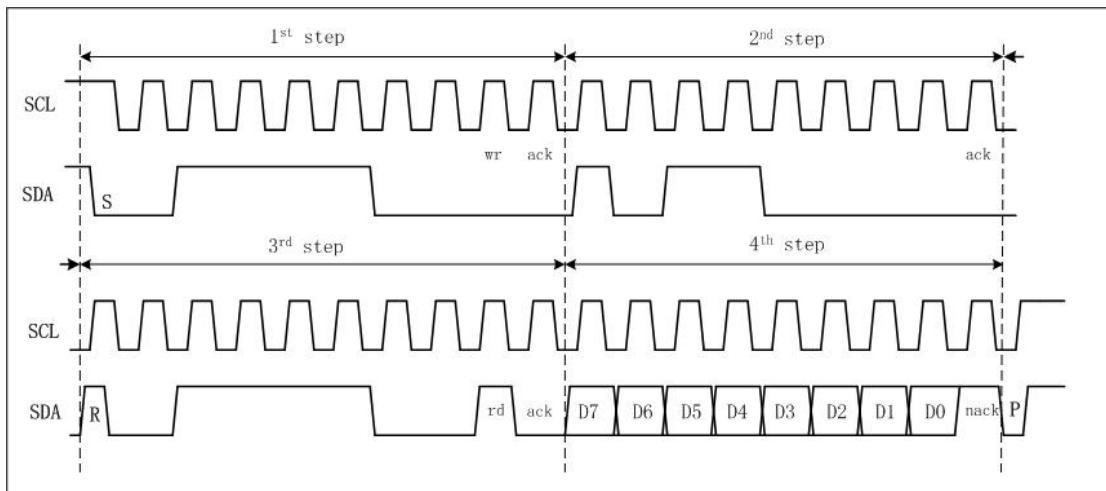 1st step 2nd step
SCL
wr ack ack
SDA S
3rd step 4th step
SCL
SDA R rd ack D7 D6 D5 D4 D3 D2 D1 D0 nack P